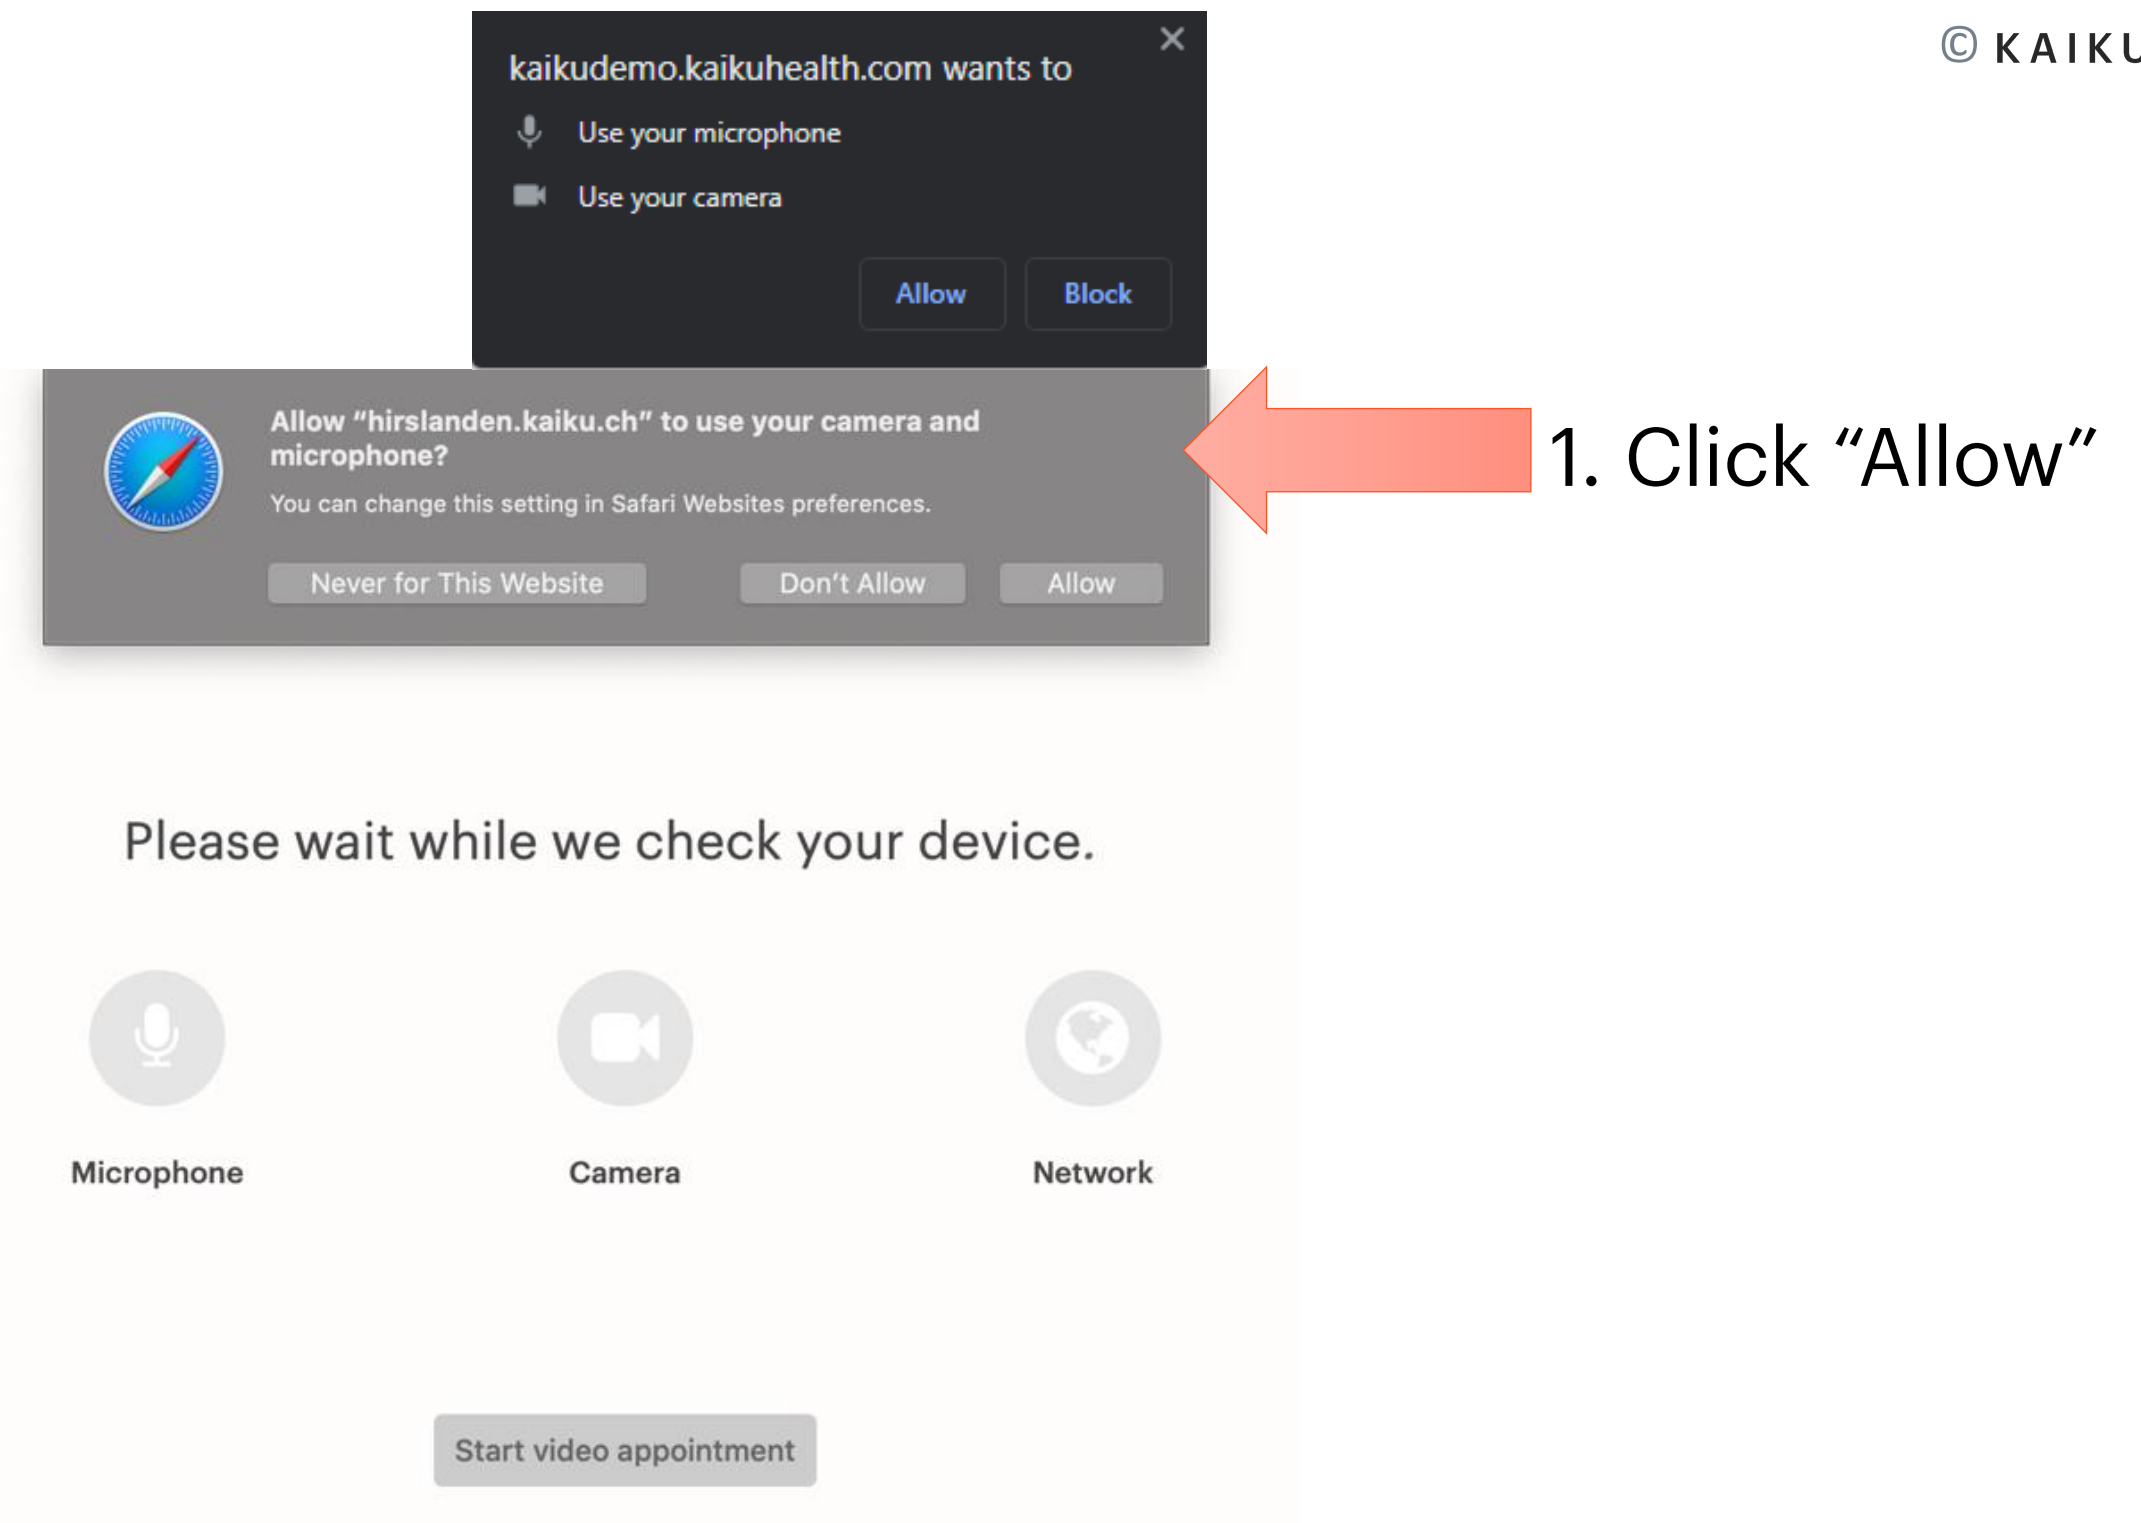 © KAIKU
kaikudemo.kaikuhealth.com wants to
Use your microphone
Use your camera
Allow Block
Allow “hirslanden.kaiku.ch” to use your camera and
microphone?
You can change this setting in Safari Websites preferences.
Never for This Website Don't Allow Allow
1. Click “Allow”
Please wait while we check your device.
Microphone Camera Network
Start video appointment